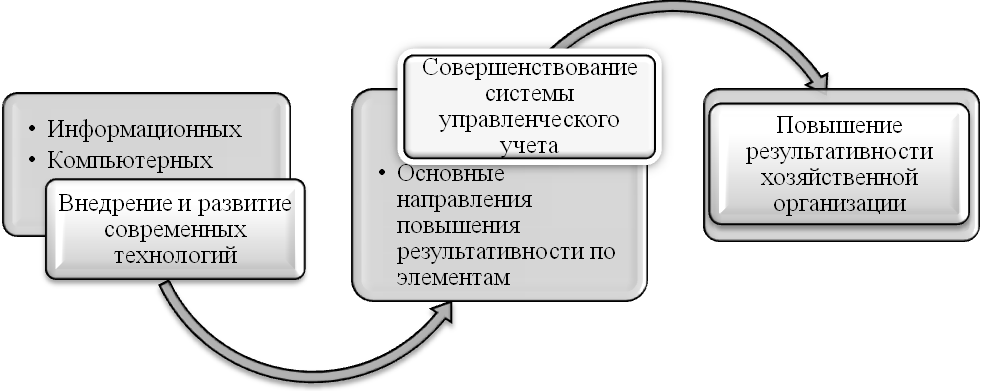 • Информационных
• Компьютерных
Внедрение и развитие
современных
технологий
Совершенствование
системы
управленческого
учета
• Основные
направления
повышения
результативности по
элементам
Повышение
результативности
хозяйственной
организации